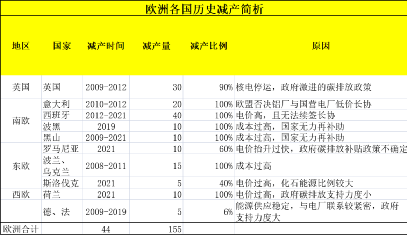 欧洲各国历史减产简析
地区 国家 减产时间 减产量 减产比例 原因
英国 英国 2009-2012 30 90% 核电停运，政府激进的碳排放政策
南欧 意大利 2010-2012 20 100% 欧盟否决铝厂与国营电厂低价长协
西班牙 2012-2021 40 100% 电价高，且无法续签长协
波黑 2019 10 100% 成本过高，国家无力再补助
黑山 2009-2021 10 100% 成本过高，国家无力再补助
东欧 罗马尼亚 2021 10 60% 电价抬升过快，政府碳排放补贴政策不确定
波兰、乌克兰 2008-2011 15 100% 成本过高
斯洛伐克 2021 5 40% 电价过高，化石能源比例较大
西欧 荷兰 2021 10 100% 电价过高，政府碳排放支持力度小
德、法 2009-2019 5 6% 能源供应稳定，与电厂联系较紧密，政府
支持力度大
欧洲合计 44 155